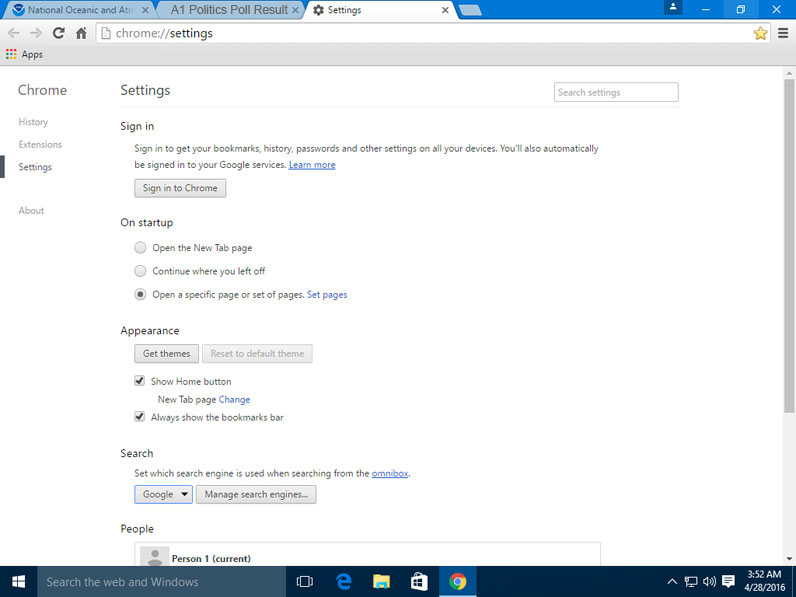 National Oceanic and Atm
A1 Politics Poll Result
Settings
chrome://settings
Apps
Chrome
History
Extensions
Settings
About
Settings
Search settings
Sign in
Sign in to get your bookmarks, history, passwords and other settings on all your devices. You'll also automatically
be signed in to your Google services. Learn more
Sign in to Chrome
On startup
Open the New Tab page
Continue where you left off
Open a specific page or set of pages. Set pages
Appearance
Get themes
Reset to default theme
Show Home button
New Tab page Change
Always show the bookmarks bar
Search
Set which search engine is used when searching from the omnibox.
Google
Manage search engines...
People
Person 1 (current)
Search the web and Windows
3:52 AM
4/28/2016